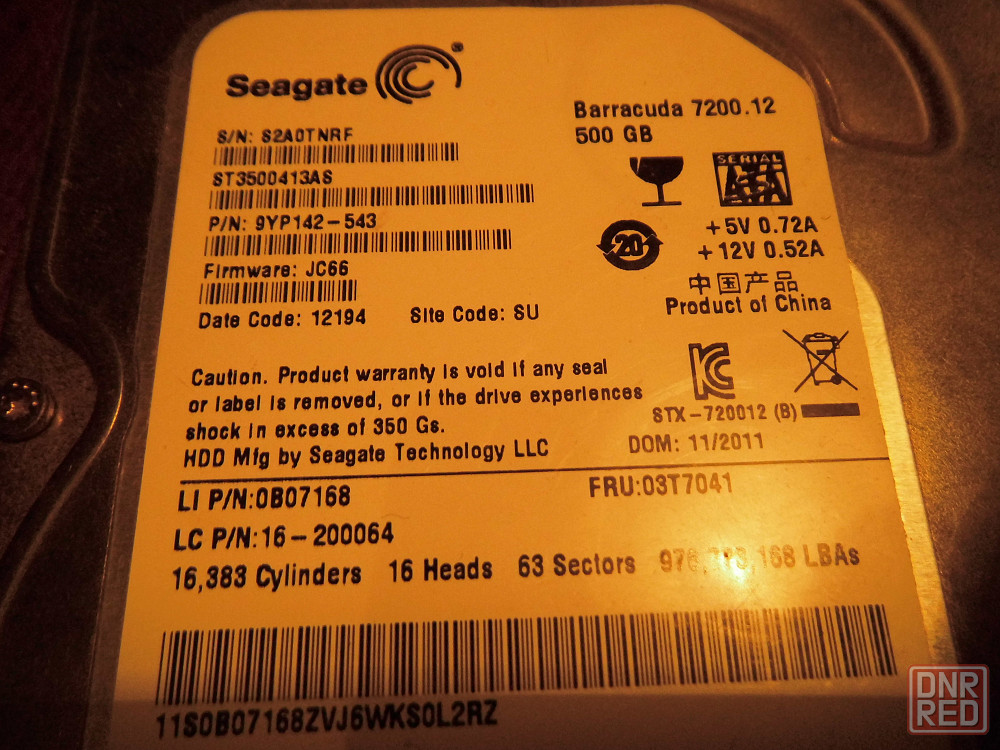 Seagate®
S/N: S2A0TNRF
ST3500413AS
P/N: 9YP142-543
Firmware: JC66
Date Code: 12194 Site Code: SU
Barracuda 7200.12
500 GB
SERIAL
ATA
20
+5V 0.72A
+12V 0.52A
中国产品
Product of China
STX-720012 (B)
DOM: 11/2011
Caution. Product warranty is void if any seal
or label is removed, or if the drive experiences
shock in excess of 350 Gs.
HDD Mfg by Seagate Technology LLC
LI P/N:0B07168 FRU:03T7041
LC P/N:16-200064
16,383 Cylinders 16 Heads 63 Sectors LBAs
11S0B07168ZVJ6WKS0L2RZ
DNR
RED